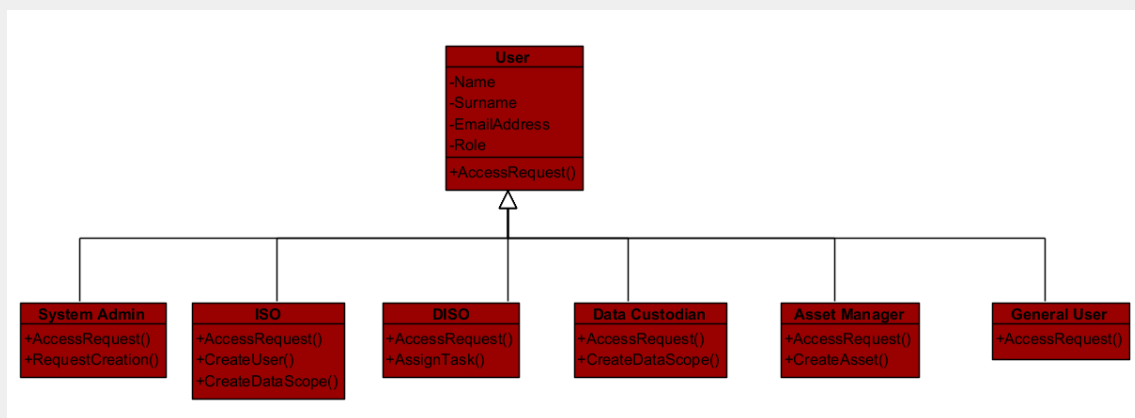 User
-Name
-Surname
-EmailAddress
-Role
+AccessRequest()
System Admin
+AccessRequest()
+RequestCreation()
ISO
+AccessRequest()
+CreateUser()
+CreateDataScope()
DISO
+AccessRequest()
+AssignTask()
Data Custodian
+AccessRequest()
+CreateDataScope()
Asset Manager
+AccessRequest()
+CreateAsset()
General User
+AccessRequest()